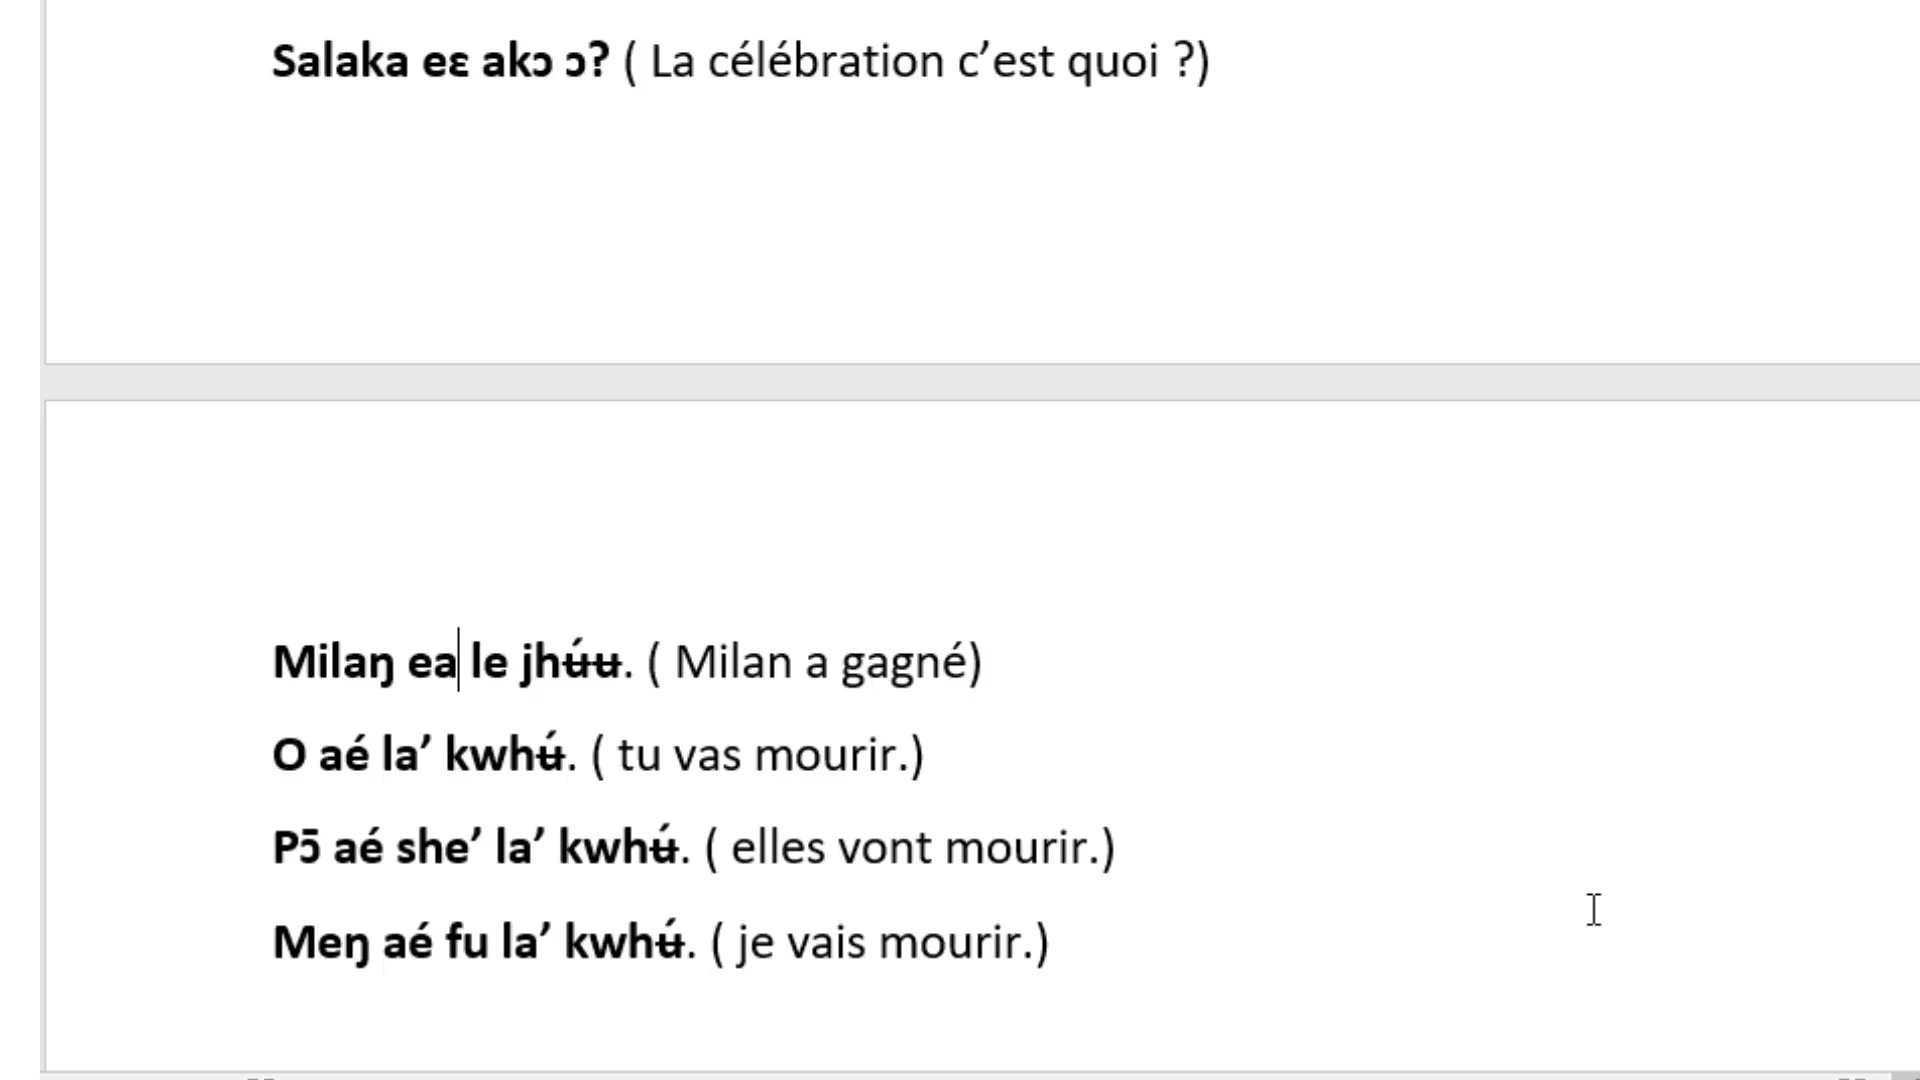 Salaka eɛ akɔ ɔ? ( La célébration c’est quoi ?)
Milaŋ ea le jhʉ́ʉ. ( Milan a gagné)
O aé la’ kwhʉ́. ( tu vas mourir.)
Pɔ̄ aé she’ la’ kwhʉ́. ( elles vont mourir.)
Meŋ aé fu la’ kwhʉ́. ( je vais mourir.)